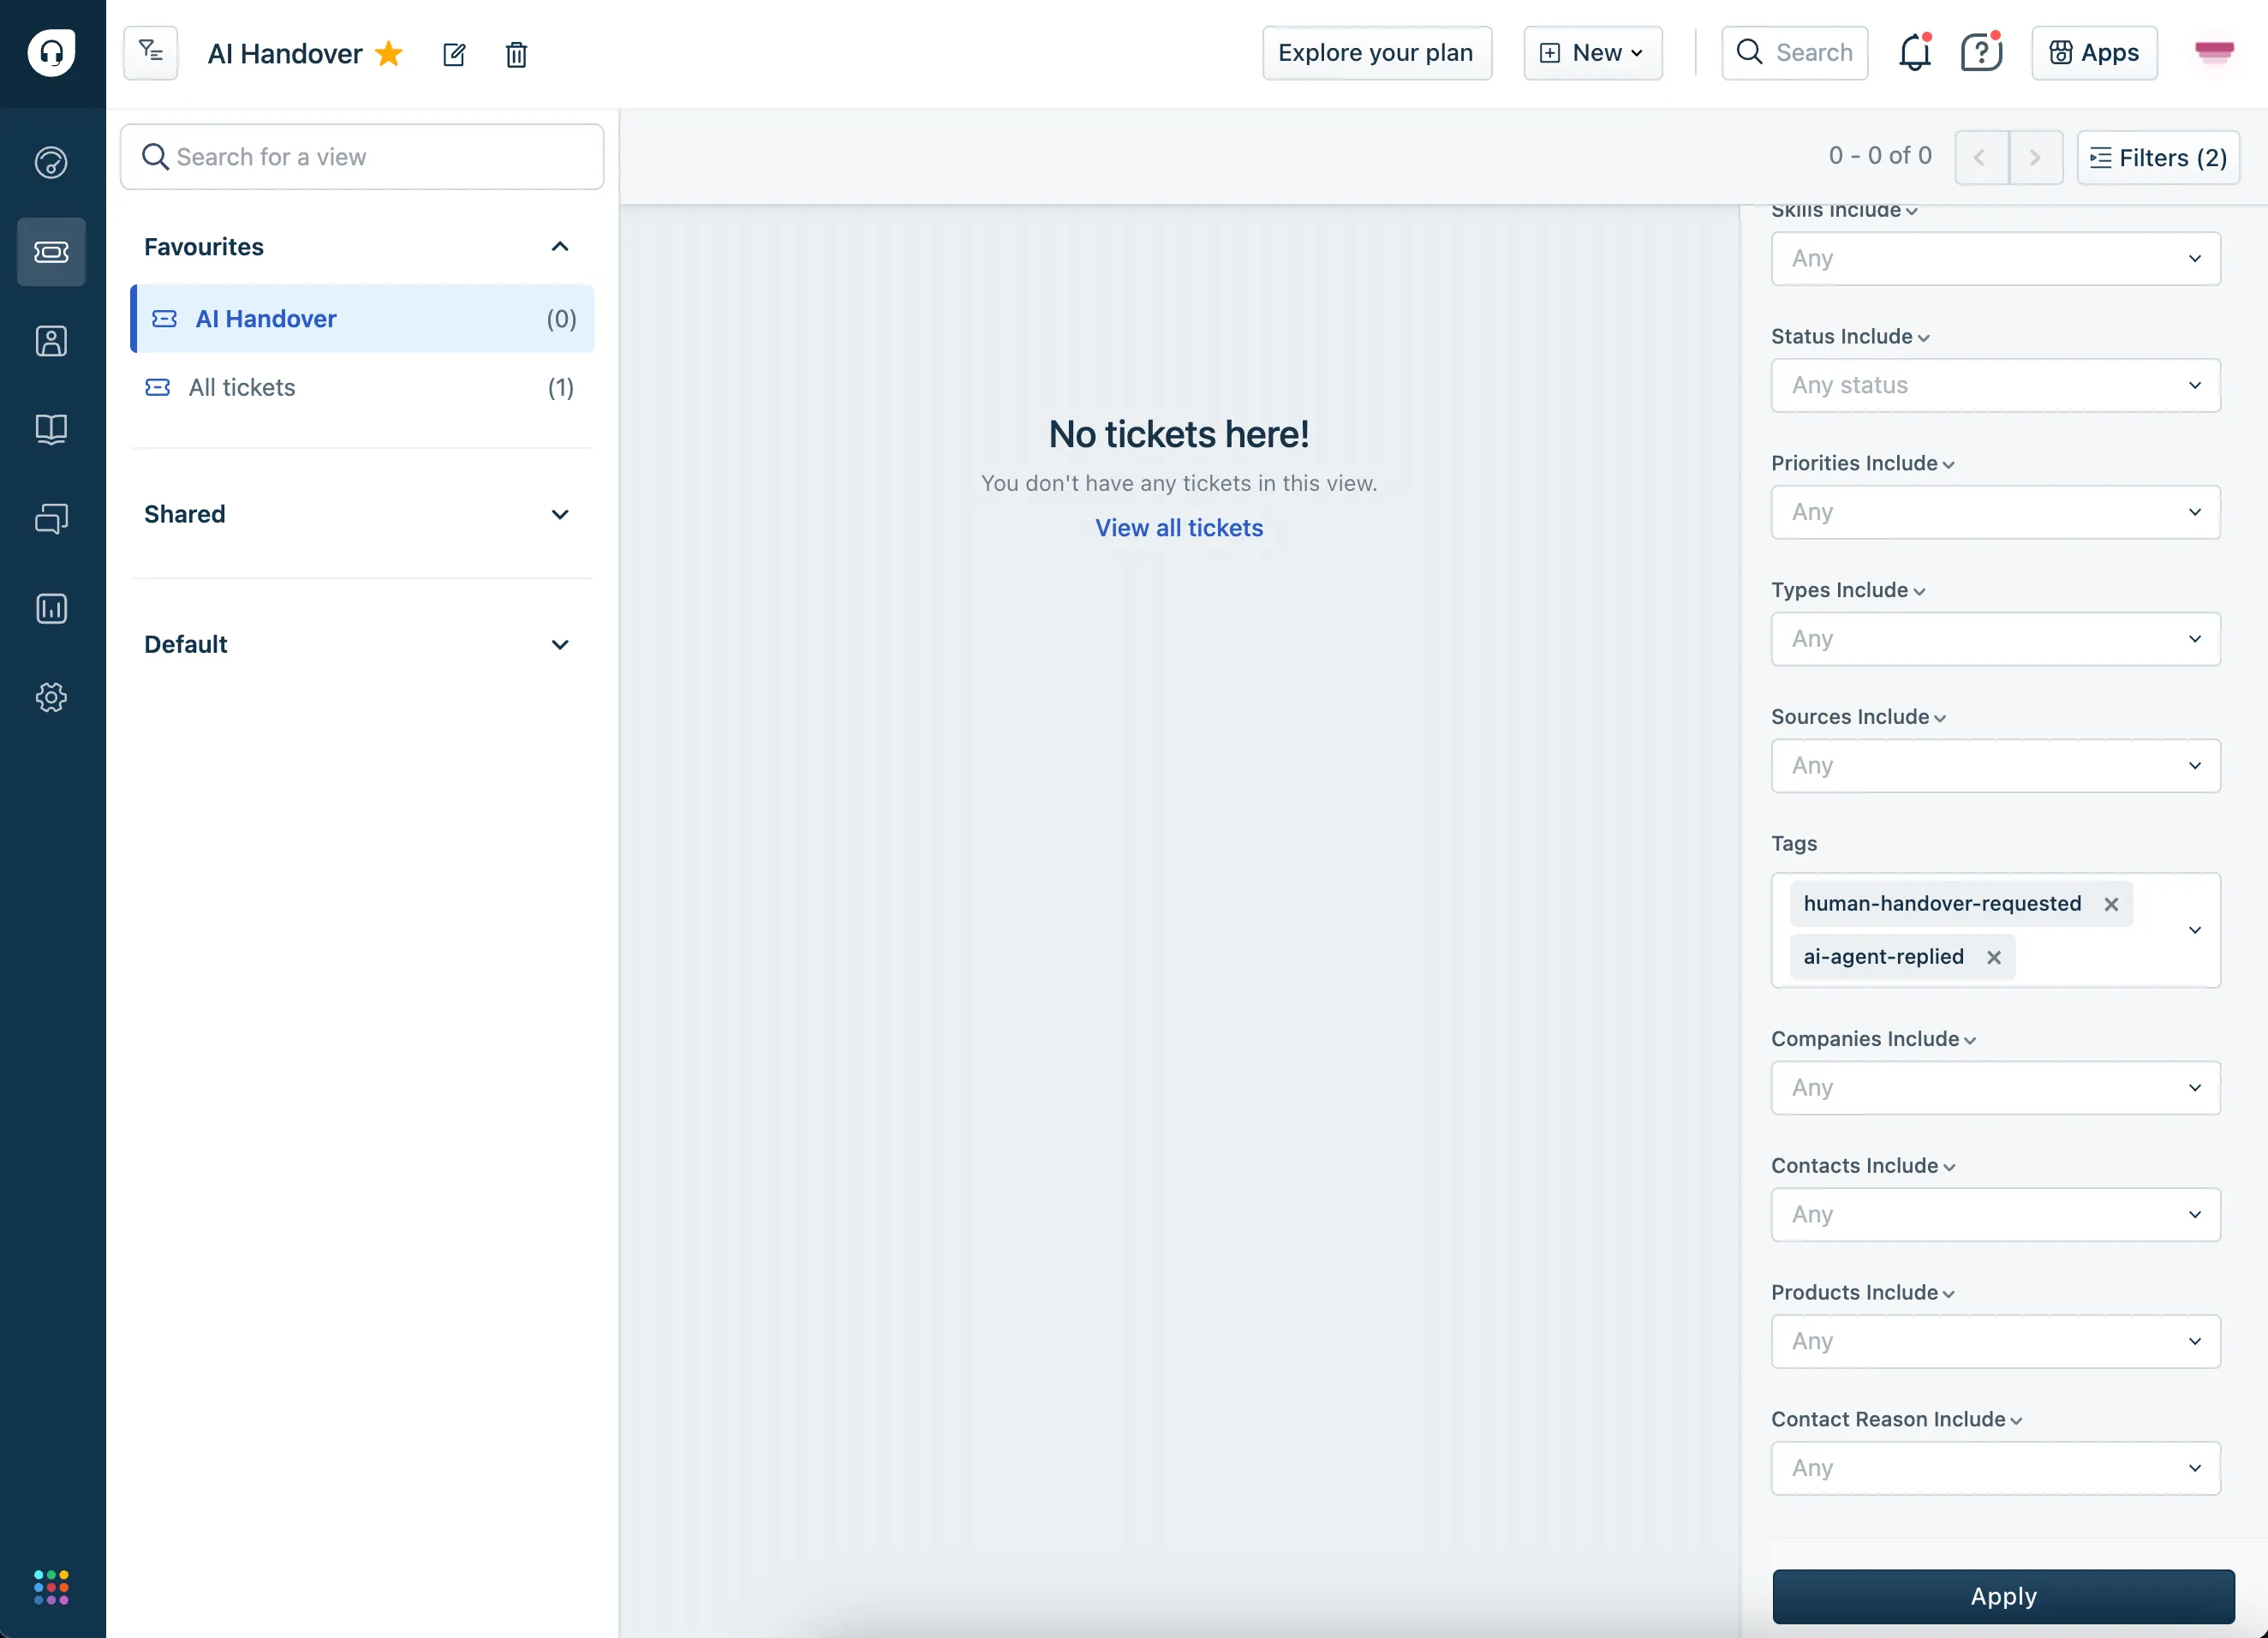 AI Handover
Explore your plan
New
Search
Apps
Search for a view
Favourites
AI Handover (0)
All tickets (1)
Shared
Default
0 - 0 of 0
Filters (2)
No tickets here!
You don't have any tickets in this view.
View all tickets
Skills Include
Any
Status Include
Any status
Priorities Include
Any
Types Include
Any
Sources Include
Any
Tags
human-handover-requested
ai-agent-replied
Companies Include
Any
Contacts Include
Any
Products Include
Any
Contact Reason Include
Any
Apply